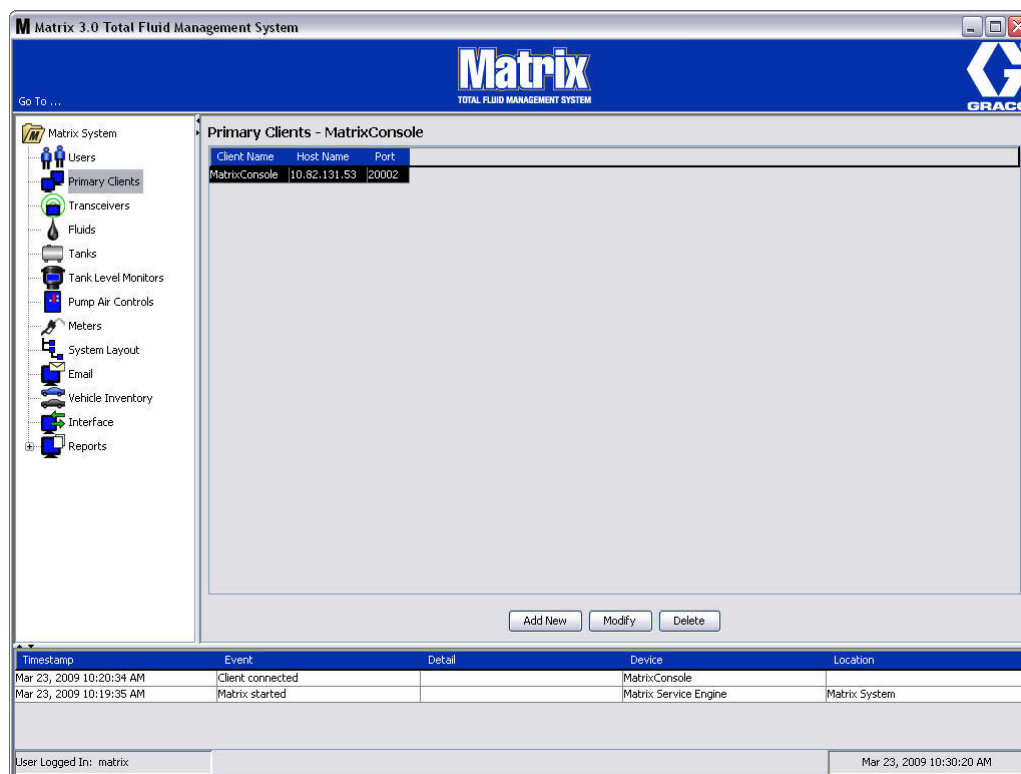 M Matrix 3.0 Total Fluid Management System
Matrix
TOTAL FLUID MANAGEMENT SYSTEM
Go To ...
GRACO
Matrix System
Users
Primary Clients
Transceivers
Fluids
Tanks
Tank Level Monitors
Pump Air Controls
Meters
System Layout
Email
Vehicle Inventory
Interface
Reports
Primary Clients - MatrixConsole
Client Name Host Name Port
MatrixConsole 10.82.131.53 20002
Add New Modify Delete
Timestamp Event Detail Device Location
Mar 23, 2009 10:20:34 AM Client connected MatrixConsole
Mar 23, 2009 10:19:35 AM Matrix started Matrix Service Engine Matrix System
User Logged In: matrix Mar 23, 2009 10:30:20 AM